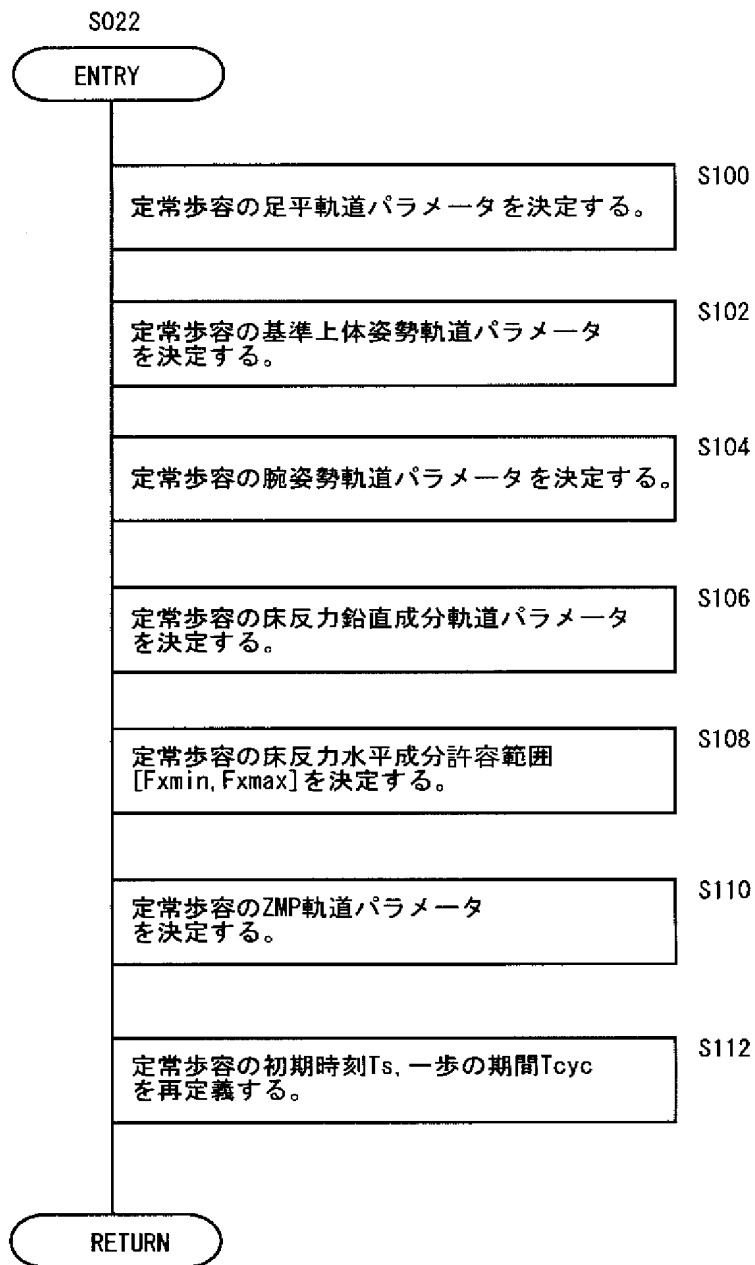 S022
ENTRY
S100
定常歩容の足平軌道パラメータを決定する。
S102
定常歩容の基準上体姿勢軌道パラメータ
を決定する。
S104
定常歩容の腕姿勢軌道パラメータを決定する。
S106
定常歩容の床反力鉛直成分軌道パラメータ
を決定する。
S108
定常歩容の床反力水平成分許容範囲
[Fxmin,Fxmax]を決定する。
S110
定常歩容のZMP軌道パラメータ
を決定する。
S112
定常歩容の初期時刻Ts,一歩の期間Tcyc
を再定義する。
RETURN